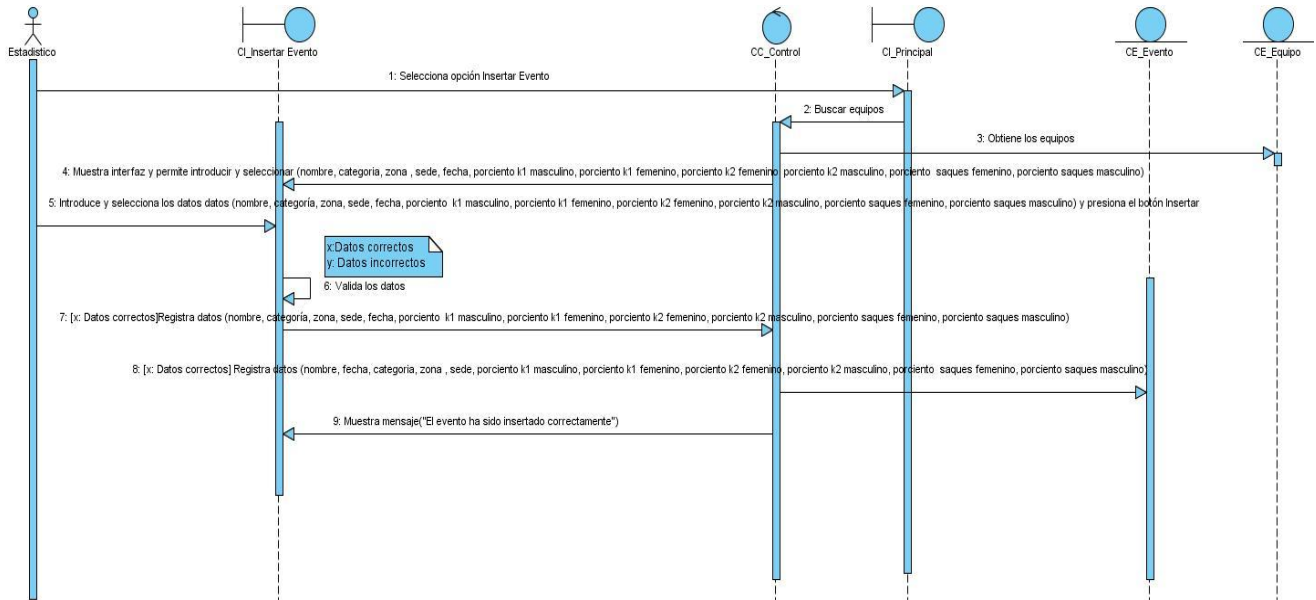 Estadistico
CI_Insertar Evento
CC_Control
CI_Principal
CE_Evento
CE_Equipo
1: Selecciona opción Insertar Evento
2: Buscar equipos
3: Obtiene los equipos
4: Muestra interfaz y permite introducir y seleccionar (nombre, categoria, zona , sede, fecha, porciento k1 masculino, porciento k1 femenino, porciento k2 femenino, porciento k2 masculino, porciento saques femenino, porciento saques masculino)
5: Introduce y selecciona los datos datos (nombre, categoría, zona, sede, fecha, porciento k1 masculino, porciento k1 femenino, porciento k2 femenino, porciento k2 masculino, porciento saques femenino, porciento saques masculino) y presiona el botón Insertar
x:Datos correctos
y: Datos incorrectos
6: Valida los datos
7: [x: Datos correctos]Registra datos (nombre, categoría, zona, sede, fecha, porciento k1 masculino, porciento k1 femenino, porciento k2 femenino, porciento k2 masculino, porciento saques femenino, porciento saques masculino)
8: [x: Datos correctos] Registra datos (nombre, fecha, categoria, zona , sede, porciento k1 masculino, porciento k1 femenino, porciento k2 femenino, porciento k2 masculino, porciento saques femenino, porciento saques masculino)
9: Muestra mensaje("El evento ha sido insertado correctamente")